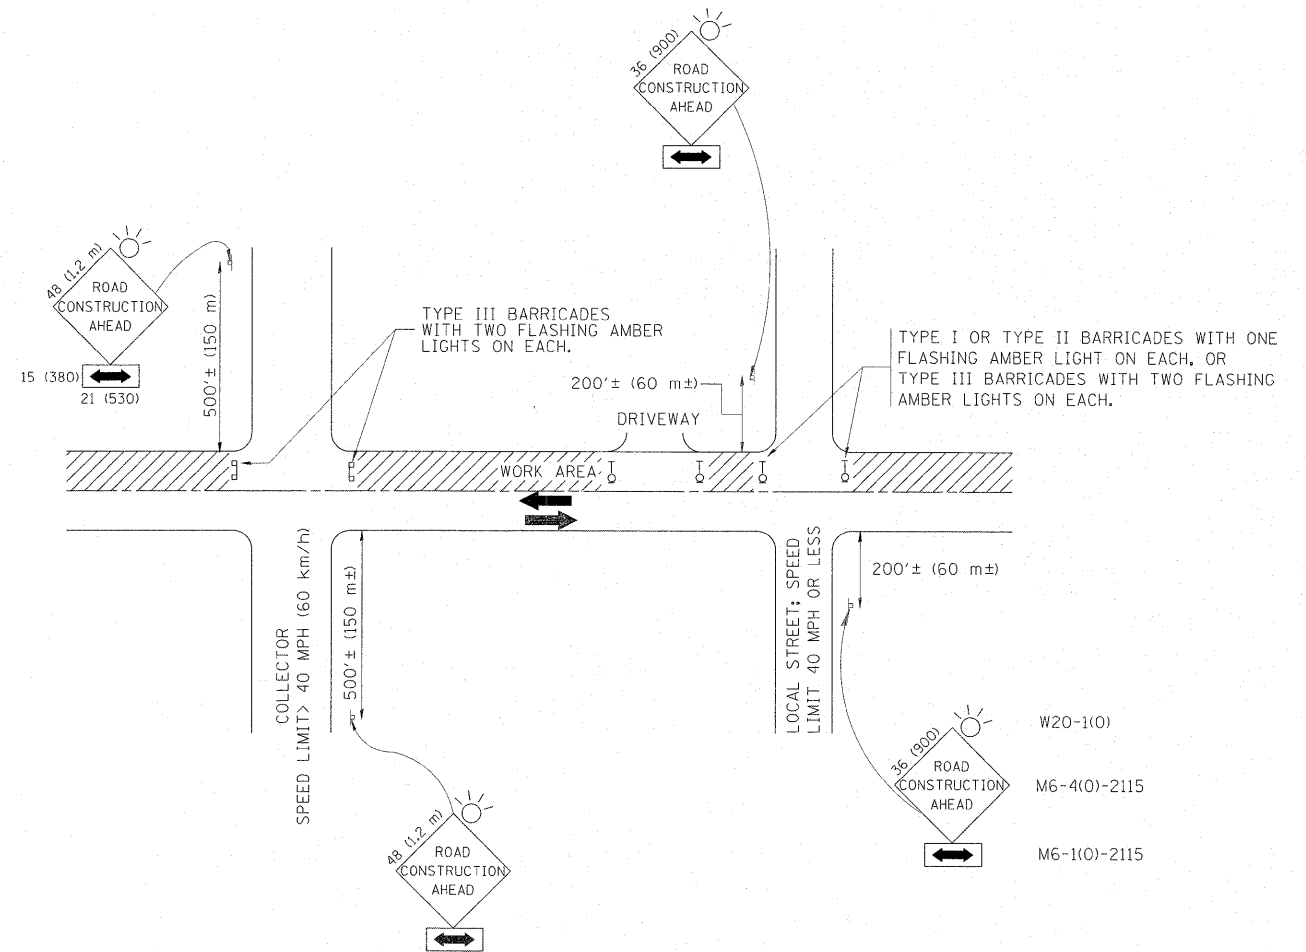 36 (900)
ROAD
CONSTRUCTION
AHEAD
48 (1.2 m)
ROAD
CONSTRUCTION
AHEAD
15 (380)
21 (530)
500'± (150 m)
TYPE III BARRICADES
WITH TWO FLASHING AMBER
LIGHTS ON EACH.
200'± (60 m±)
DRIVEWAY
TYPE I OR TYPE II BARRICADES WITH ONE
FLASHING AMBER LIGHT ON EACH. OR
TYPE III BARRICADES WITH TWO FLASHING
AMBER LIGHTS ON EACH.
WORK AREA
COLLECTOR
SPEED LIMIT> 40 MPH (60 km/h)
500'± (150 m±)
LOCAL STREET; SPEED
LIMIT 40 MPH OR LESS
200'± (60 m±)
48 (1.2 m)
ROAD
CONSTRUCTION
AHEAD
36 (900)
ROAD
CONSTRUCTION
AHEAD
W20-1(O)
M6-4(O)-2115
M6-1(O)-2115